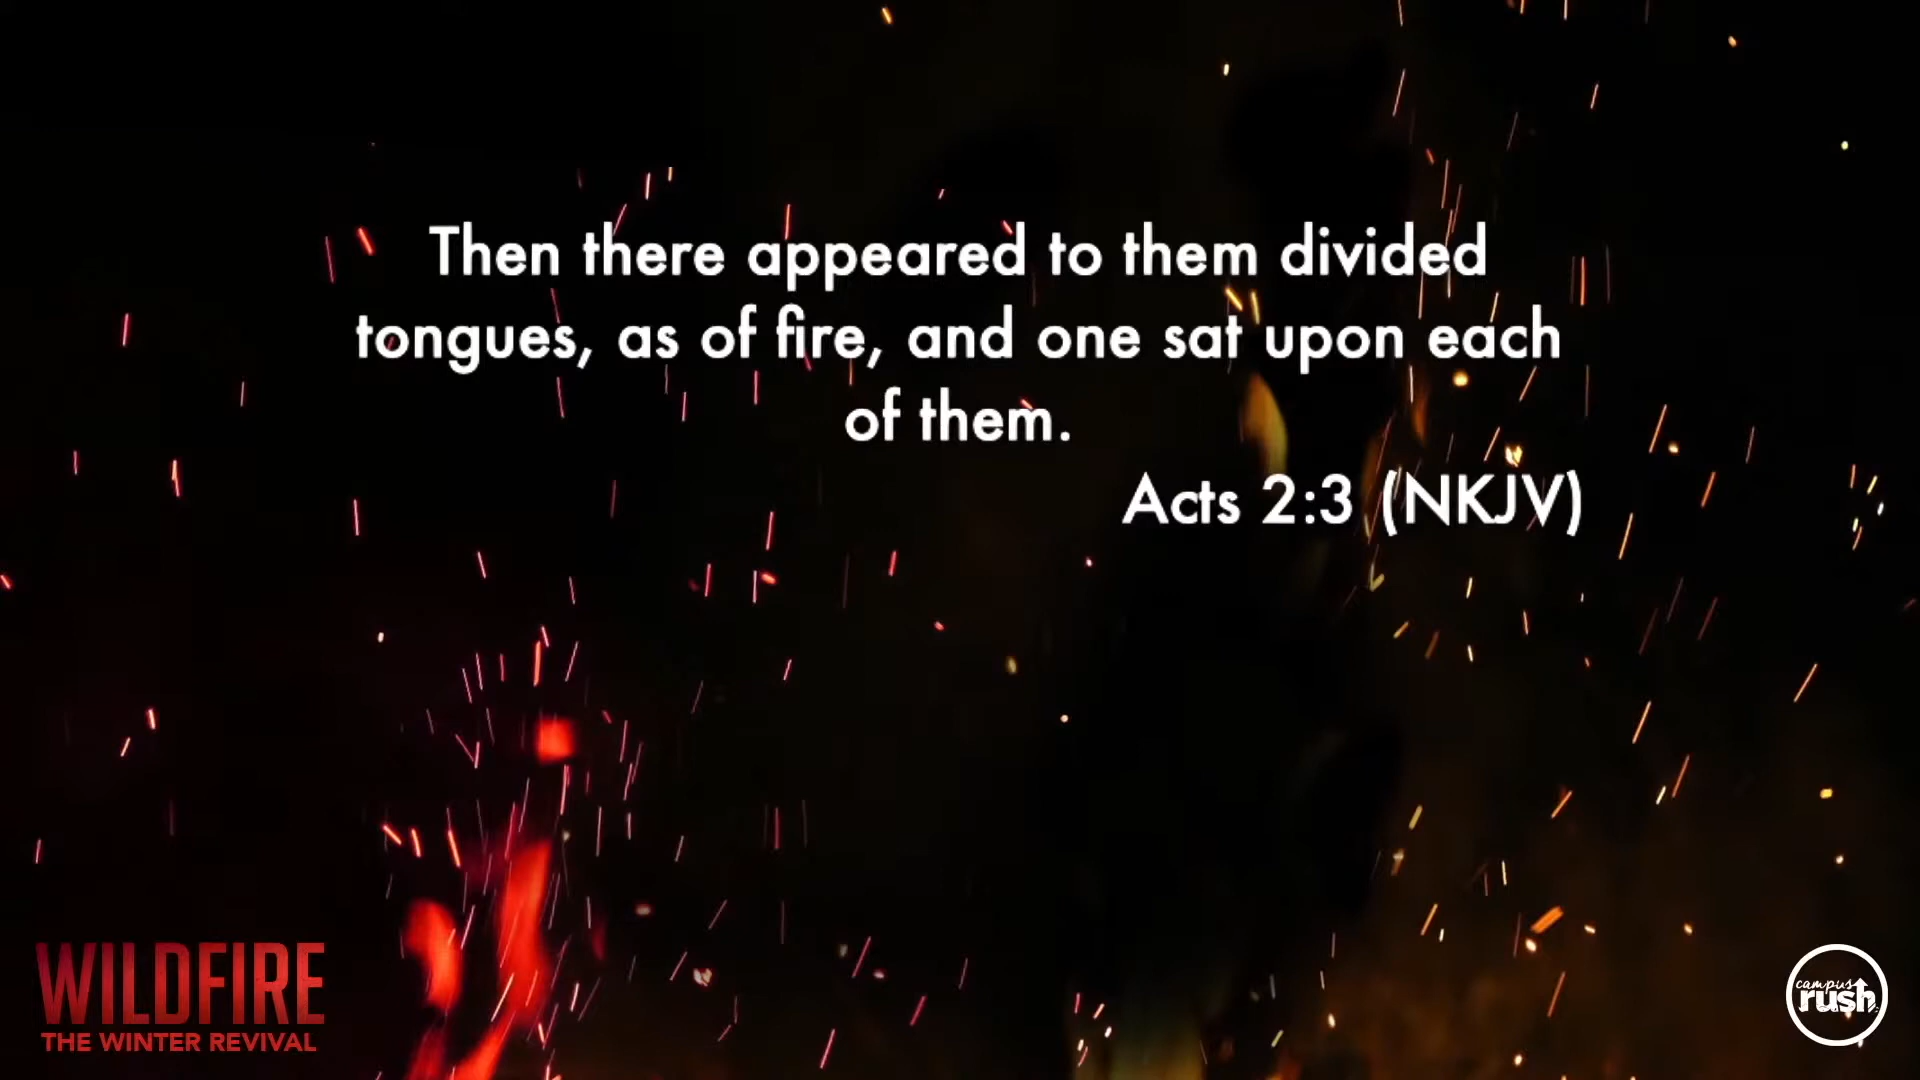 Then there appeared to them divided
tongues, as of fire, and one sat upon each
of them.
Acts 2:3 (NKJV)
WILDFIRE
THE WINTER REVIVAL
campus
rush